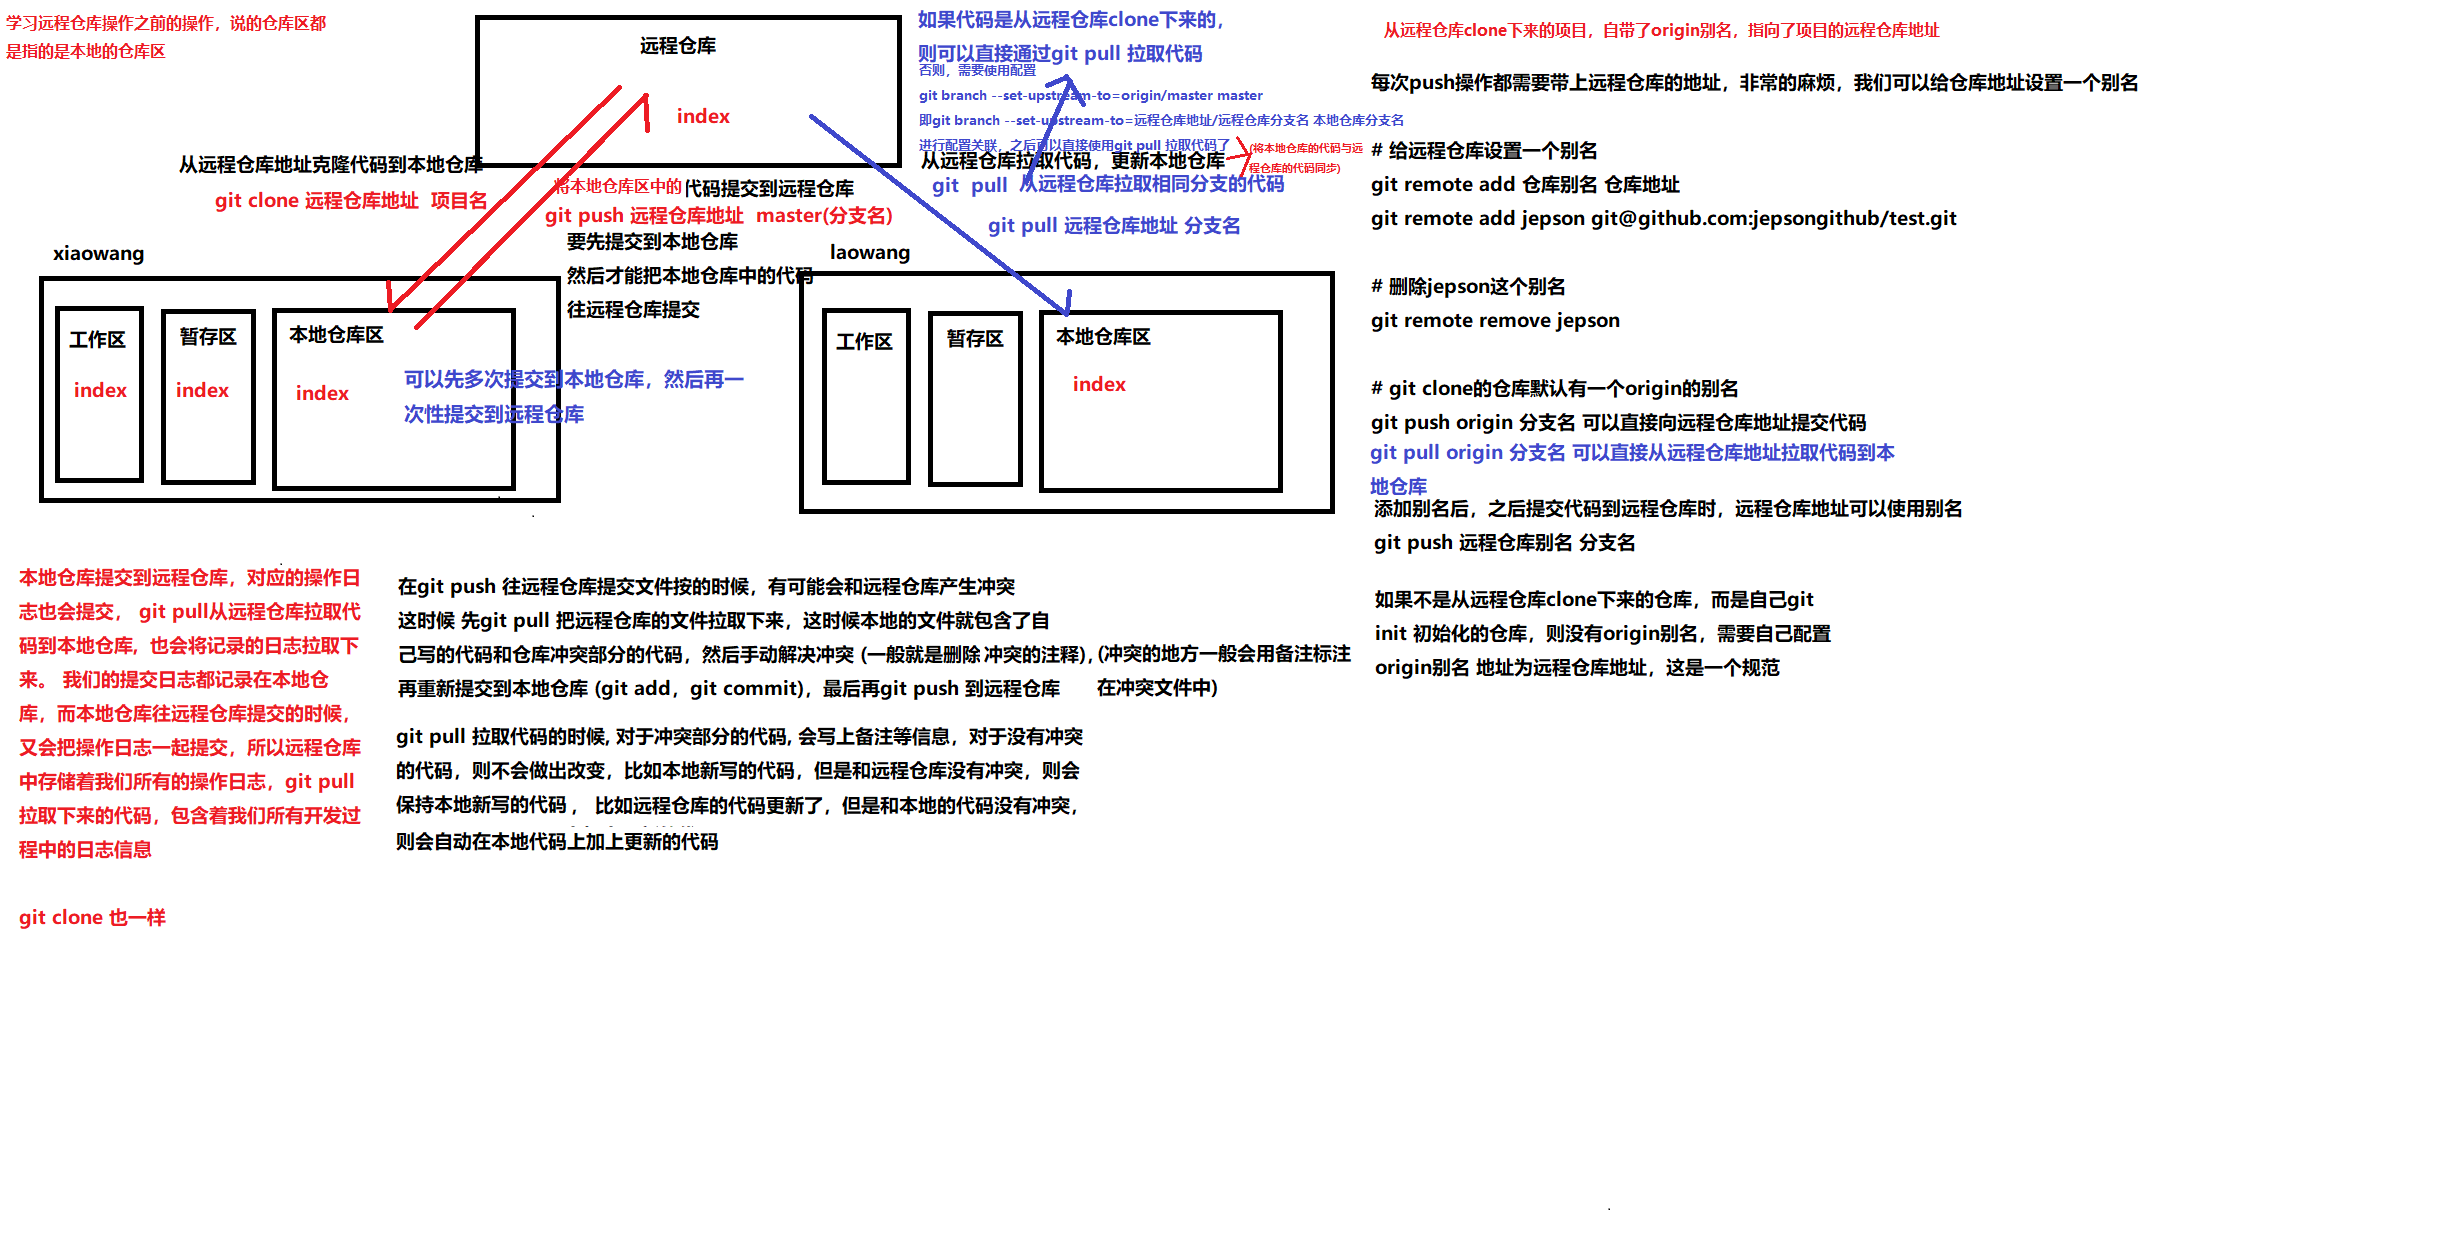 学习远程仓库操作之前的操作，说的仓库区都
是指的是本地的仓库区
远程仓库
index
从远程仓库地址克隆代码到本地仓库
git clone 远程仓库地址 项目名
将本地仓库区中的 代码提交到远程仓库
git push 远程仓库地址 master(分支名)
要先提交到本地仓库
然后才能把本地仓库中的代码
往远程仓库提交
xiaowang
工作区
index
暂存区
index
本地仓库区
index
可以先多次提交到本地仓库，然后再一
次性提交到远程仓库
如果代码是从远程仓库clone下来的，
则可以直接通过git pull 拉取代码
否则，需要使用配置
git branch --set-upstream-to=origin/master master
即git branch --set-upstream-to=远程仓库地址/远程仓库分支名 本地仓库分支名
进行配置关联，之后可以直接使用git pull 拉取代码了
从远程仓库拉取代码，更新本地仓库
(将本地仓库的代码与远
程仓库的代码同步)
git pull 从远程仓库拉取相同分支的代码
git pull 远程仓库地址 分支名
laowang
工作区
暂存区
本地仓库区
index
从远程仓库clone下来的项目，自带了origin别名，指向了项目的远程仓库地址
每次push操作都需要带上远程仓库的地址，非常的麻烦，我们可以给仓库地址设置一个别名
# 给远程仓库设置一个别名
git remote add 仓库别名 仓库地址
git remote add jepson git@github.com:jepsongithub/test.git
# 删除jepson这个别名
git remote remove jepson
# git clone的仓库默认有一个origin的别名
git push origin 分支名 可以直接向远程仓库地址提交代码
git pull origin 分支名 可以直接从远程仓库地址拉取代码到本
地仓库
添加别名后，之后提交代码到远程仓库时，远程仓库地址可以使用别名
git push 远程仓库别名 分支名
如果不是从远程仓库clone下来的仓库，而是自己git
init 初始化的仓库，则没有origin别名，需要自己配置
origin别名 地址为远程仓库地址，这是一个规范
本地仓库提交到远程仓库，对应的操作日
志也会提交， git pull从远程仓库拉取代
码到本地仓库, 也会将记录的日志拉取下
来。 我们的提交日志都记录在本地仓
库，而本地仓库往远程仓库提交的时候，
又会把操作日志一起提交，所以远程仓库
中存储着我们所有的操作日志，git pull
拉取下来的代码，包含着我们所有开发过
程中的日志信息
git clone 也一样
在git push 往远程仓库提交文件按的时候，有可能会和远程仓库产生冲突
这时候 先git pull 把远程仓库的文件拉取下来，这时候本地的文件就包含了自
己写的代码和仓库冲突部分的代码，然后手动解决冲突 (一般就是删除 冲突的注释)，
再重新提交到本地仓库 (git add，git commit)，最后再git push 到远程仓库
(冲突的地方一般会用备注标注
在冲突文件中)
git pull 拉取代码的时候, 对于冲突部分的代码, 会写上备注等信息，对于没有冲突
的代码，则不会做出改变，比如本地新写的代码，但是和远程仓库没有冲突，则会
保持本地新写的代码， 比如远程仓库的代码更新了，但是和本地的代码没有冲突，
则会自动在本地代码上加上更新的代码